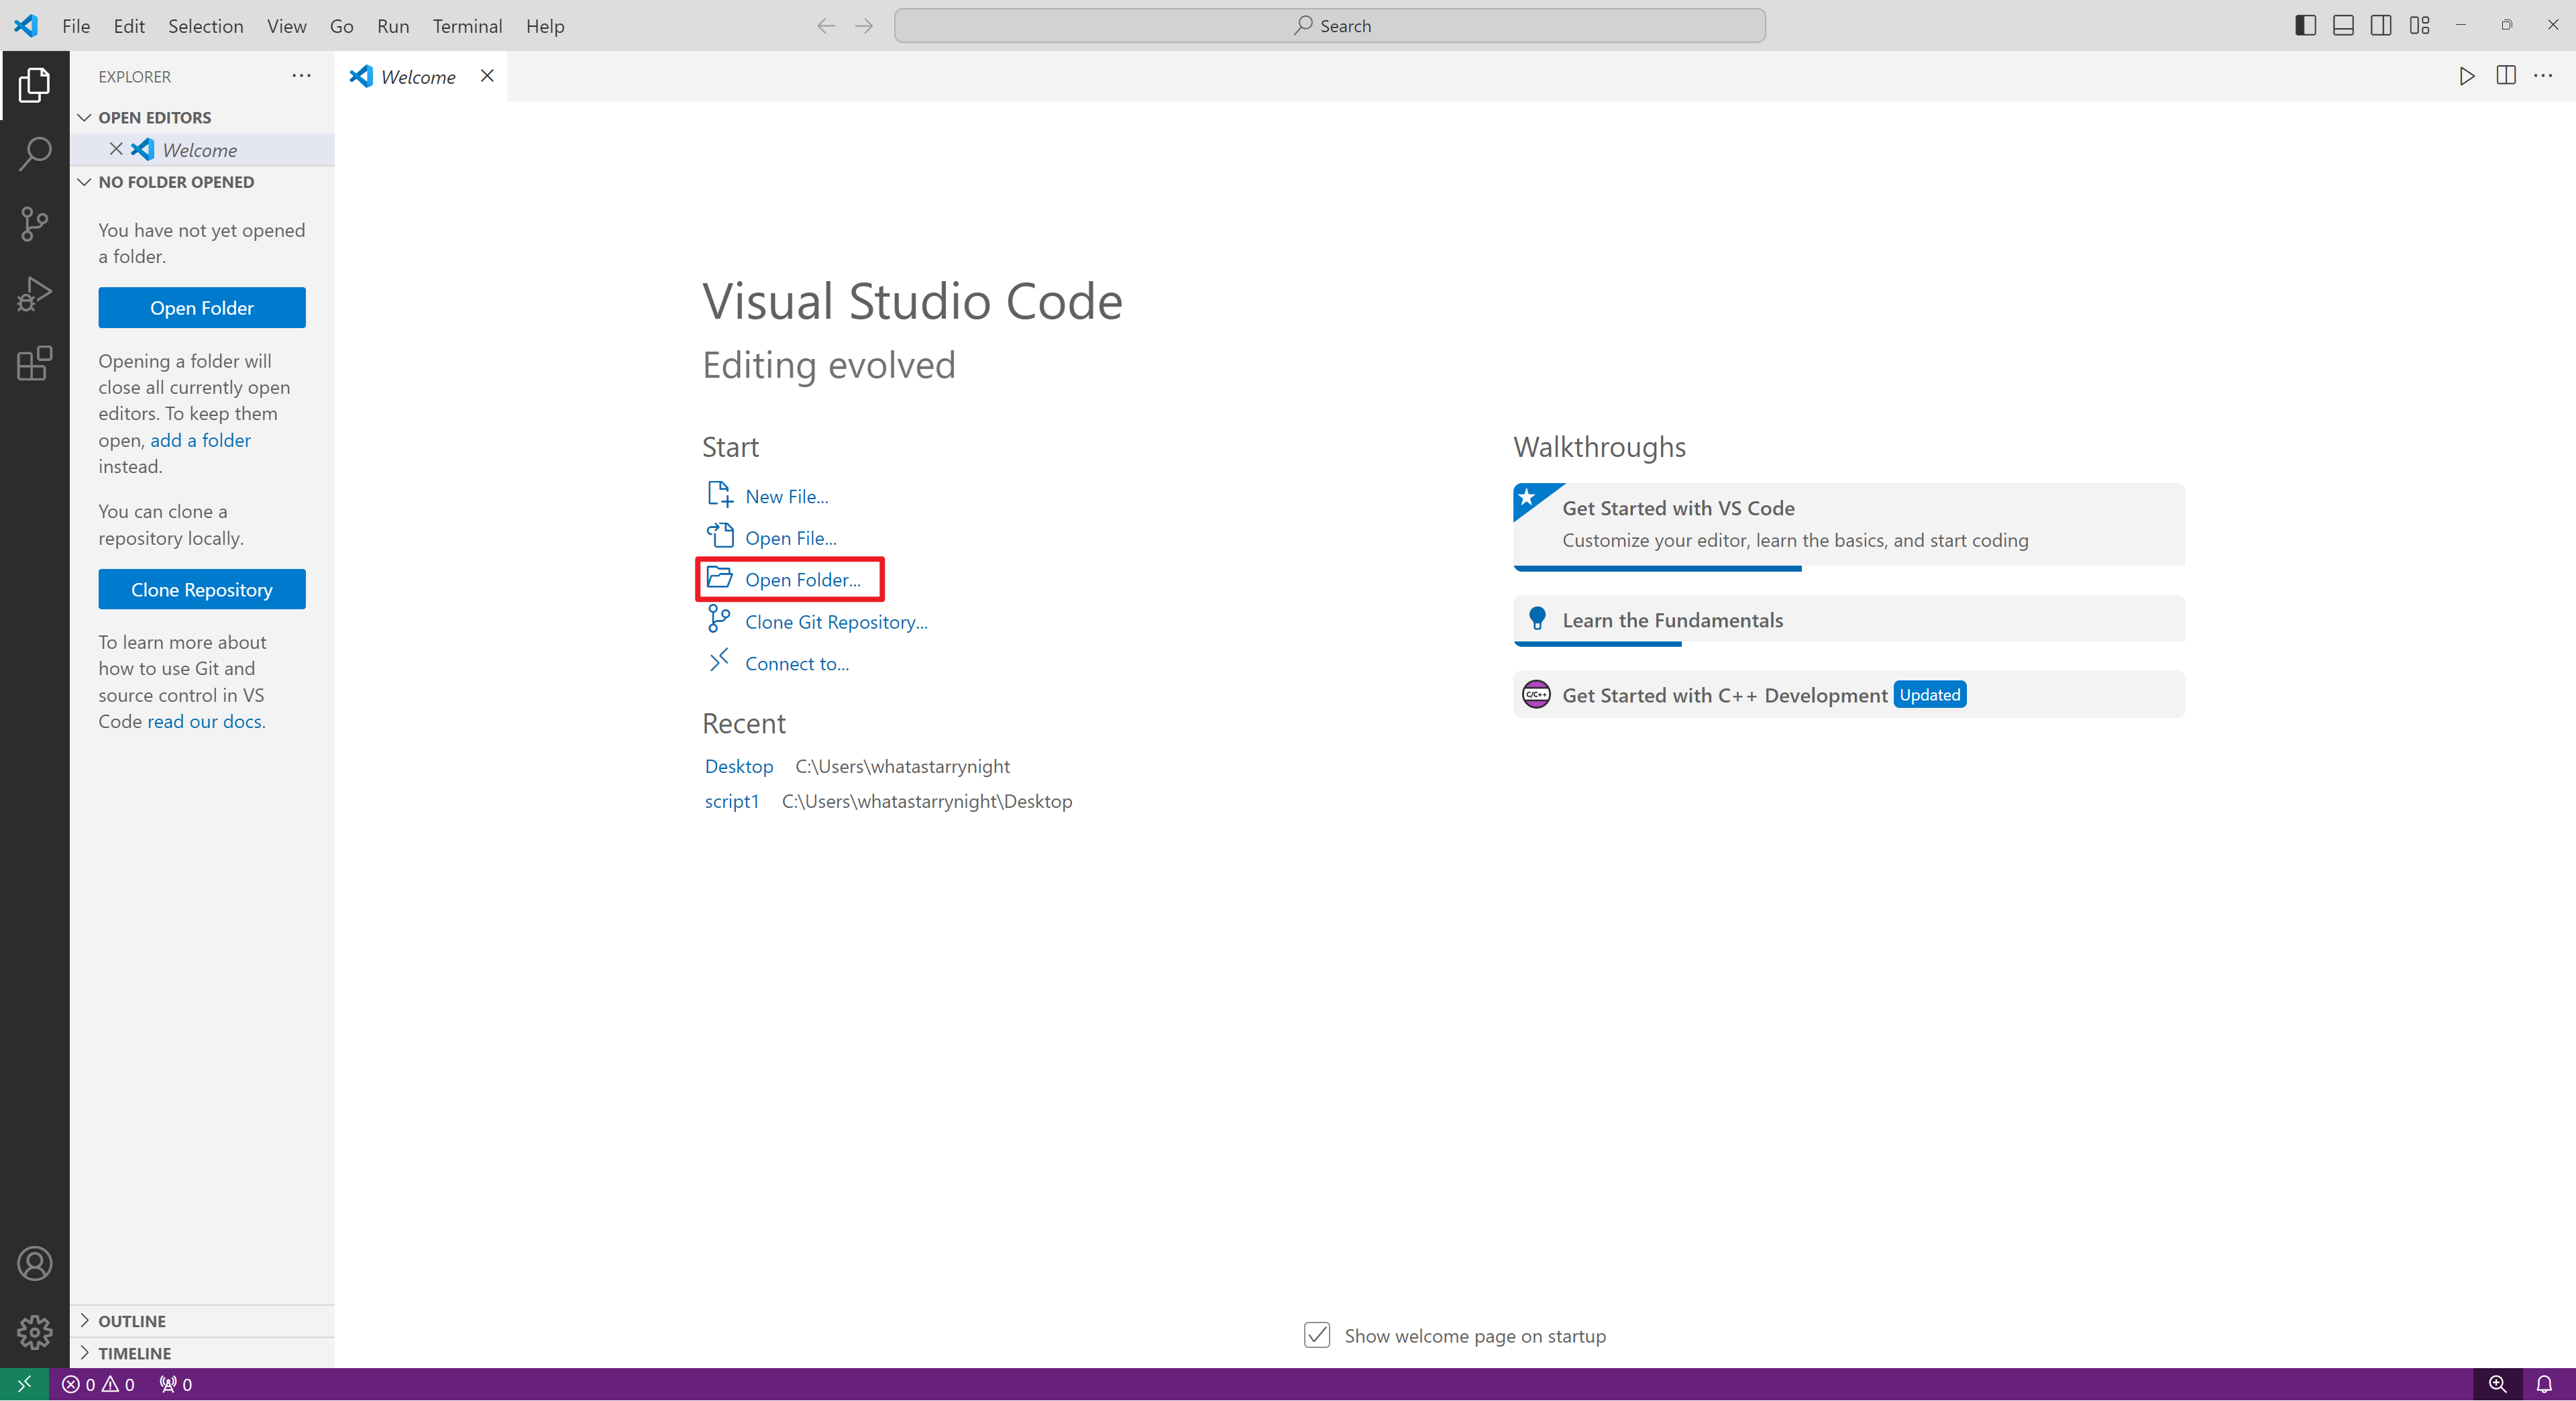 File Edit Selection View Go Run Terminal Help
Search
EXPLORER
OPEN EDITORS
Welcome
NO FOLDER OPENED
You have not yet opened
a folder.
Open Folder
Opening a folder will
close all currently open
editors. To keep them
open, add a folder
instead.
You can clone a
repository locally.
Clone Repository
To learn more about
how to use Git and
source control in VS
Code read our docs.
OUTLINE
TIMELINE
Welcome
Visual Studio Code
Editing evolved
Start
New File...
Open File...
Open Folder...
Clone Git Repository...
Connect to...
Recent
Desktop C:\Users\whatastarrynight
script1 C:\Users\whatastarrynight\Desktop
Walkthroughs
Get Started with VS Code
Customize your editor, learn the basics, and start coding
Learn the Fundamentals
C/C++ Get Started with C++ Development Updated
Show welcome page on startup
0 0 0